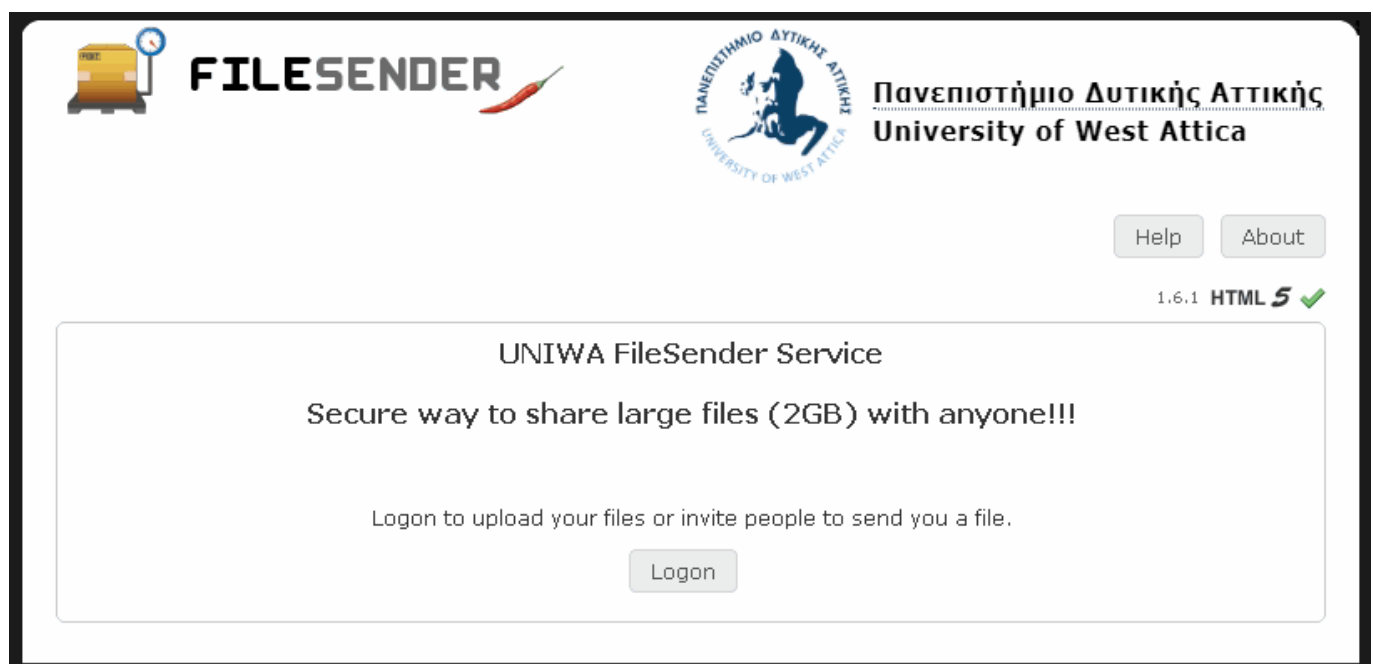 FILESENDER
ΠΑΝΕΠΙΣΤΗΜΙΟ ΔΥΤΙΚΗΣ ΑΤΤΙΚΗΣ
UNIVERSITY OF WEST ATTICA
Πανεπιστήμιο Δυτικής Αττικής
University of West Attica
Help About
1.6.1 HTML 5
UNIWA FileSender Service
Secure way to share large files (2GB) with anyone!!!
Logon to upload your files or invite people to send you a file.
Logon